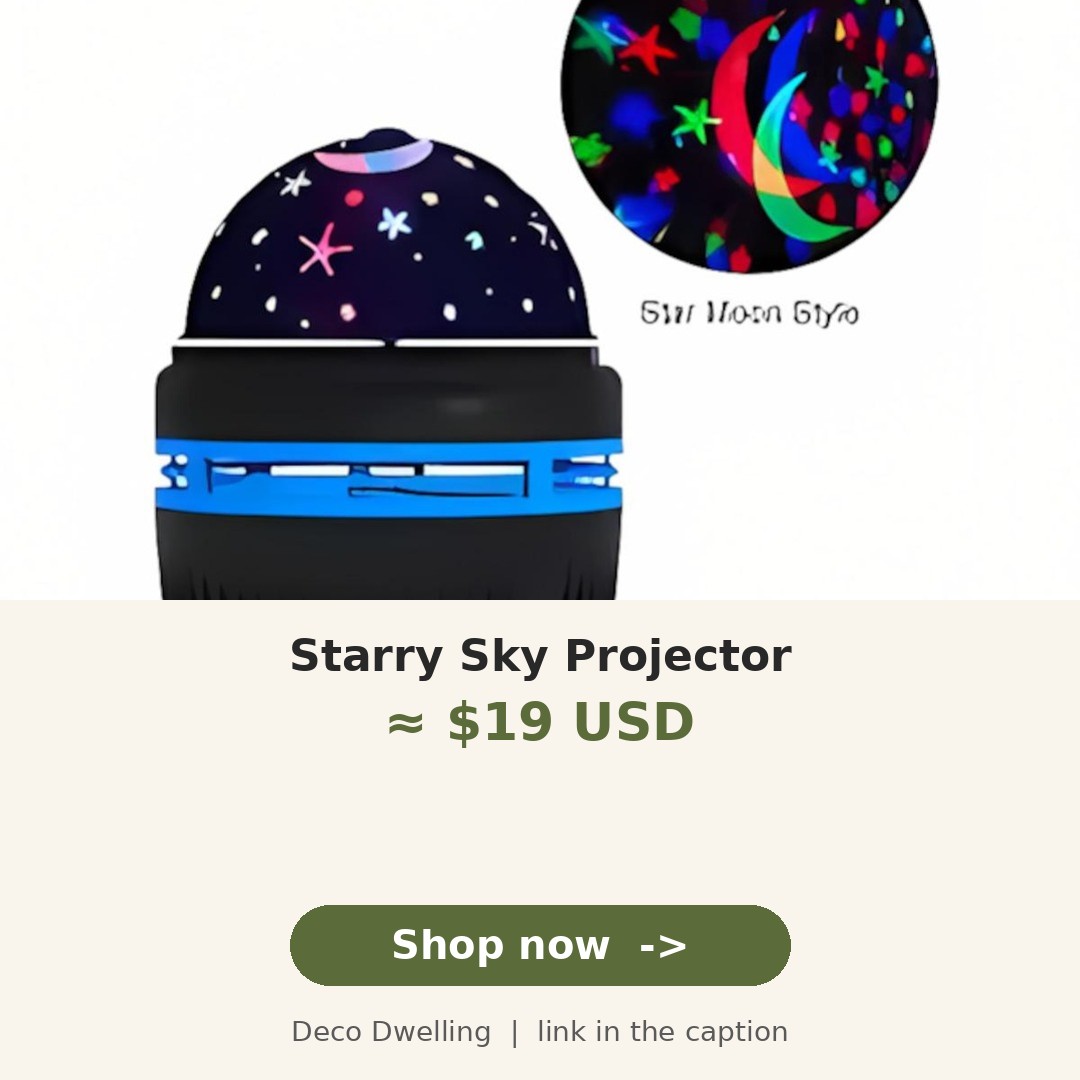 Starry Sky Projector
≈ $19 USD
Shop now ->
Deco Dwelling | link in the caption